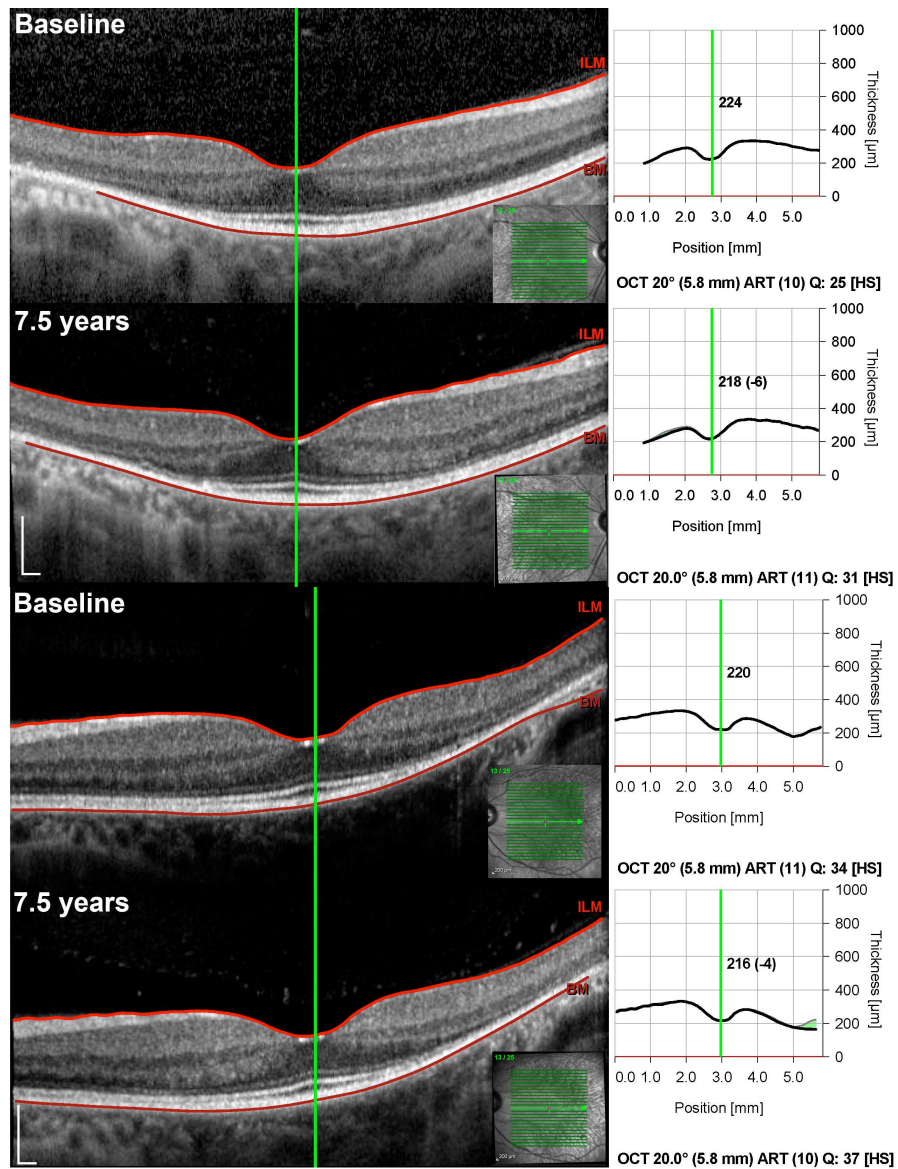 Baseline
ILM
BM
13 / 25
224
1000
800
600
400
200
0
Thickness [µm]
0.0 1.0 2.0 3.0 4.0 5.0
Position [mm]
OCT 20° (5.8 mm) ART (10) Q: 25 [HS]
7.5 years
ILM
BM
200 µm
218 (-6)
1000
800
600
400
200
0
Thickness [µm]
0.0 1.0 2.0 3.0 4.0 5.0
Position [mm]
OCT 20.0° (5.8 mm) ART (11) Q: 31 [HS]
Baseline
ILM
BM
13 / 25
200 µm
220
1000
800
600
400
200
0
Thickness [µm]
0.0 1.0 2.0 3.0 4.0 5.0
Position [mm]
OCT 20° (5.8 mm) ART (11) Q: 34 [HS]
7.5 years
ILM
BM
13 / 25
200 µm
216 (-4)
1000
800
600
400
200
0
Thickness [µm]
0.0 1.0 2.0 3.0 4.0 5.0
Position [mm]
OCT 20.0° (5.8 mm) ART (10) Q: 37 [HS]